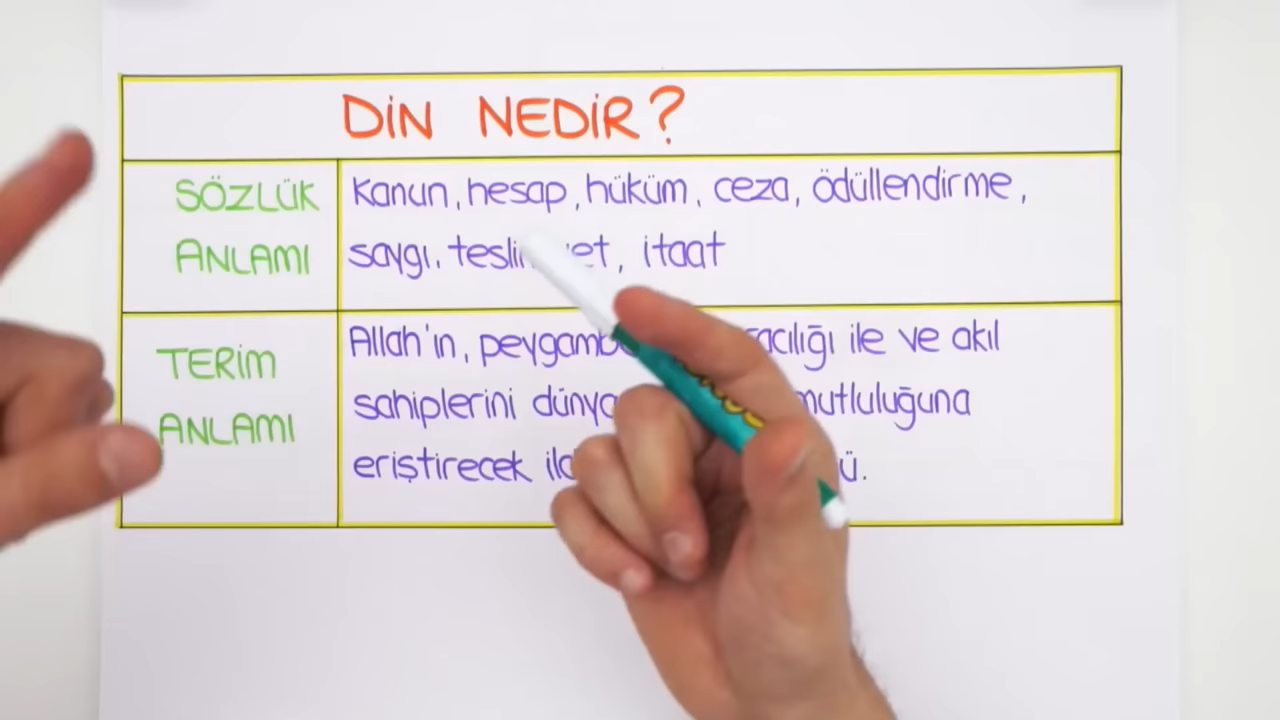 DİN NEDİR?
SÖZLÜK
ANLAMI
Kanun, hesap, hüküm, ceza, ödüllendirme,
saygı, itaat
TERİM
ANLAMI
Allah'ın, ile ve akıl
sahiplerini mutluluğuna
eriştirecek